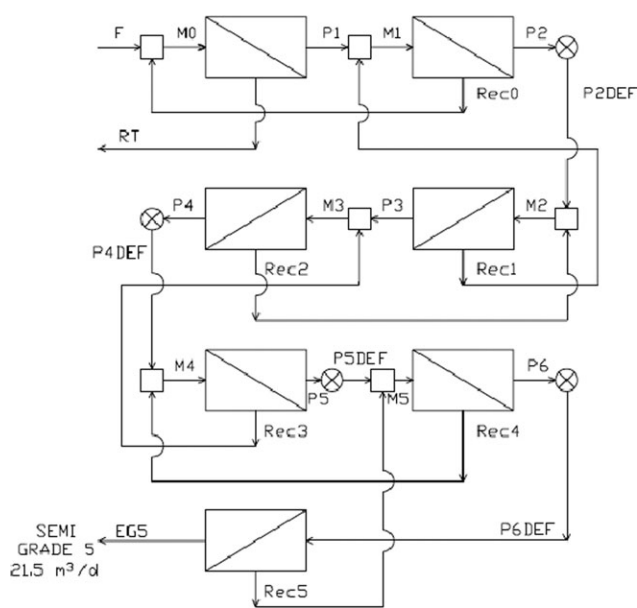 F
M0
P1
M1
P2
Rec0
P2DEF
RT
P4
M3
P3
M2
P4DEF
Rec2
Rec1
M4
P5DEF
P5
M5
P6
Rec3
Rec4
SEMI
GRADE 5
21.5 m³/d
EG5
P6DEF
Rec5